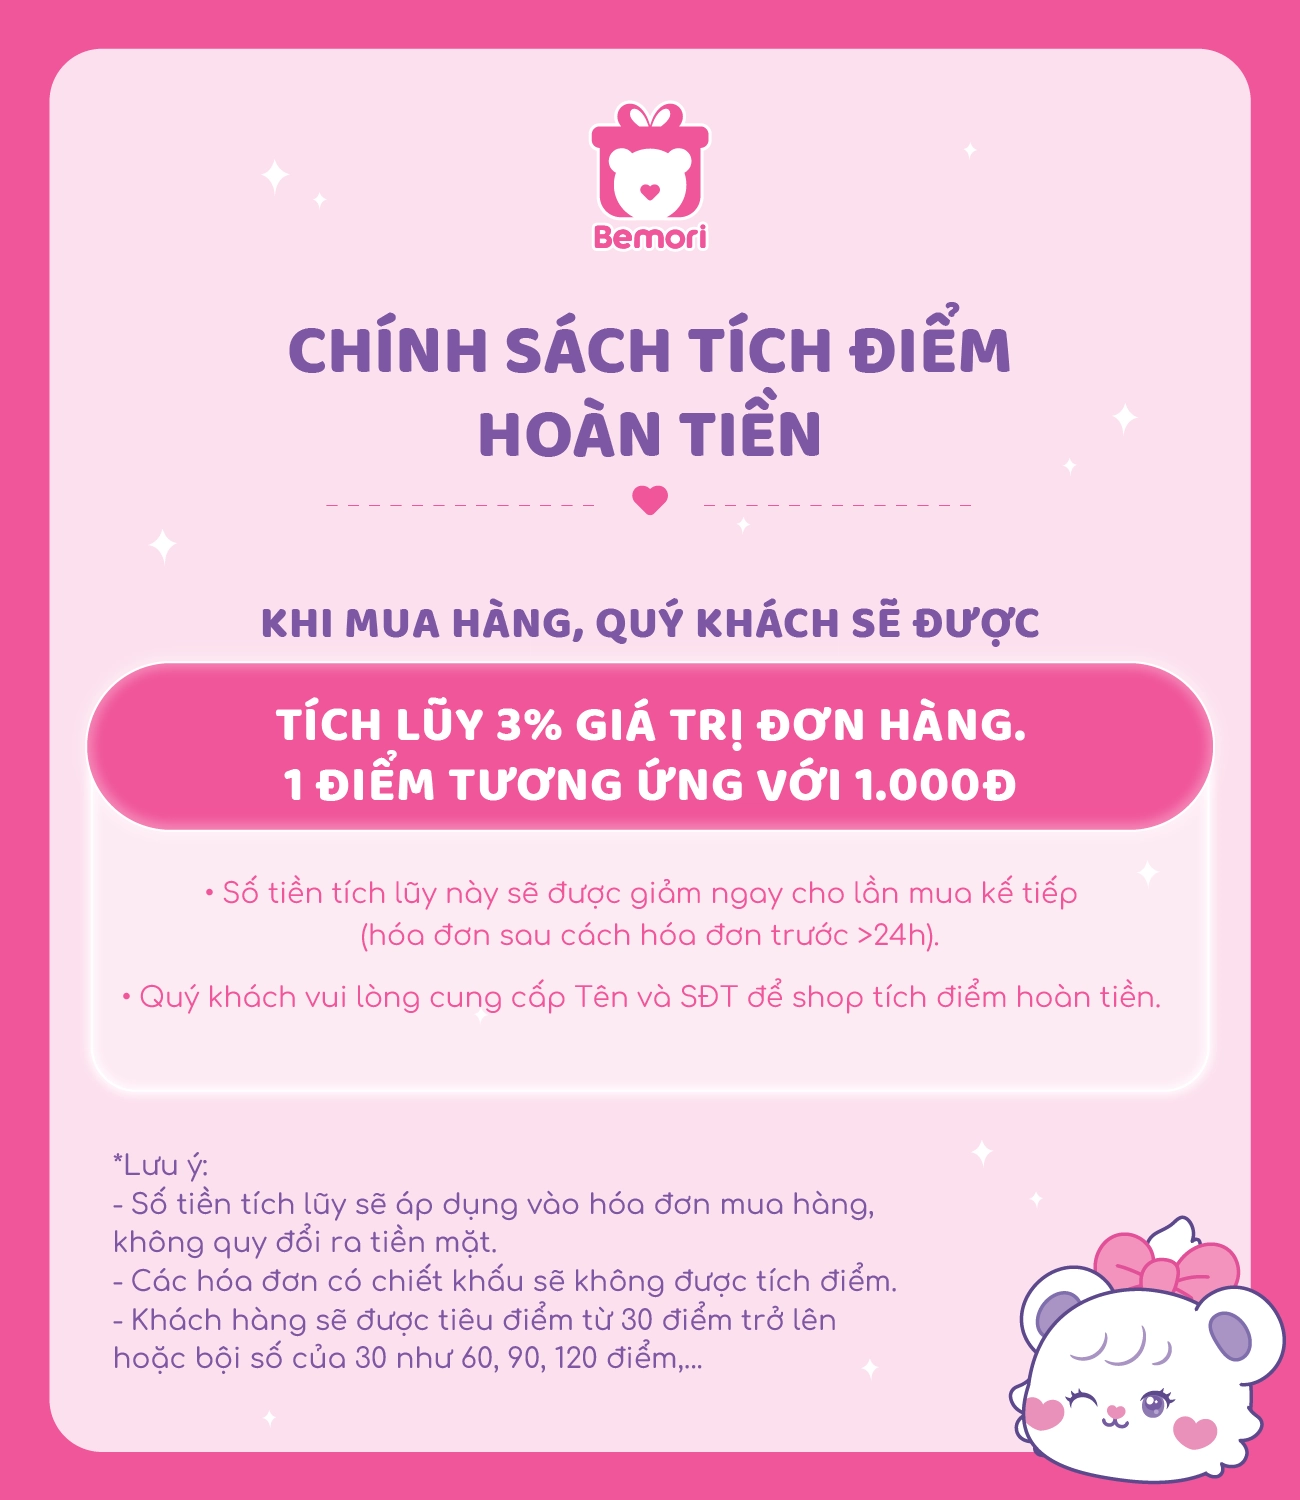 Bemori
CHÍNH SÁCH TÍCH ĐIỂM
HOÀN TIỀN
KHI MUA HÀNG, QUÝ KHÁCH SẼ ĐƯỢC
TÍCH LŨY 3% GIÁ TRỊ ĐƠN HÀNG.
1 ĐIỂM TƯƠNG ỨNG VỚI 1.000Đ
• Số tiền tích lũy này sẽ được giảm ngay cho lần mua kế tiếp
(hóa đơn sau cách hóa đơn trước >24h).
• Quý khách vui lòng cung cấp Tên và SĐT để shop tích điểm hoàn tiền.
*Lưu ý:
- Số tiền tích lũy sẽ áp dụng vào hóa đơn mua hàng,
không quy đổi ra tiền mặt.
- Các hóa đơn có chiết khấu sẽ không được tích điểm.
- Khách hàng sẽ được tiêu điểm từ 30 điểm trở lên
hoặc bội số của 30 như 60, 90, 120 điểm,...